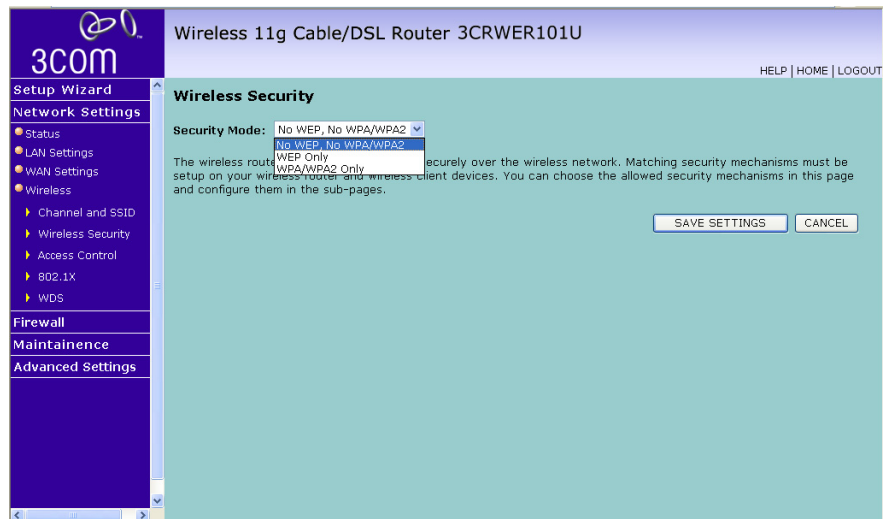 3COM
Wireless 11g Cable/DSL Router 3CRWER101U
HELP | HOME | LOGOUT
Setup Wizard
Network Settings
Status
LAN Settings
WAN Settings
Wireless
Channel and SSID
Wireless Security
Access Control
802.1X
WDS
Firewall
Maintainence
Advanced Settings
Wireless Security
Security Mode: No WEP, No WPA/WPA2
No WEP, No WPA/WPA2
WEP Only
WPA/WPA2 Only
The wireless route ecurely over the wireless network. Matching security mechanisms must be
setup on your wireless router and wireless client devices. You can choose the allowed security mechanisms in this page
and configure them in the sub-pages.
SAVE SETTINGS CANCEL